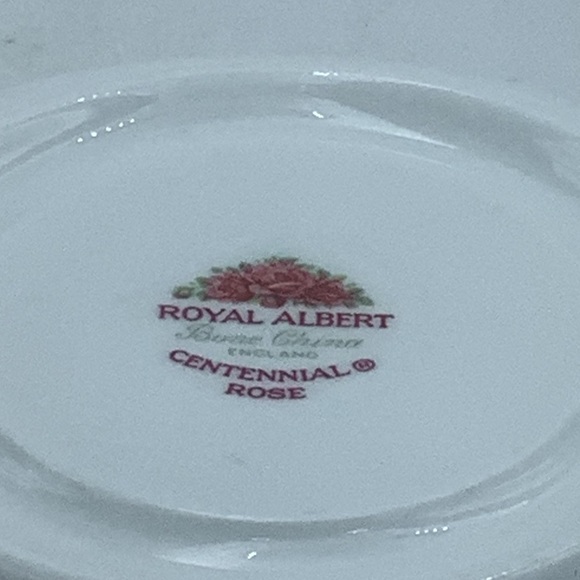 ROYAL ALBERT
Bone China
ENGLAND
CENTENNIAL®
ROSE